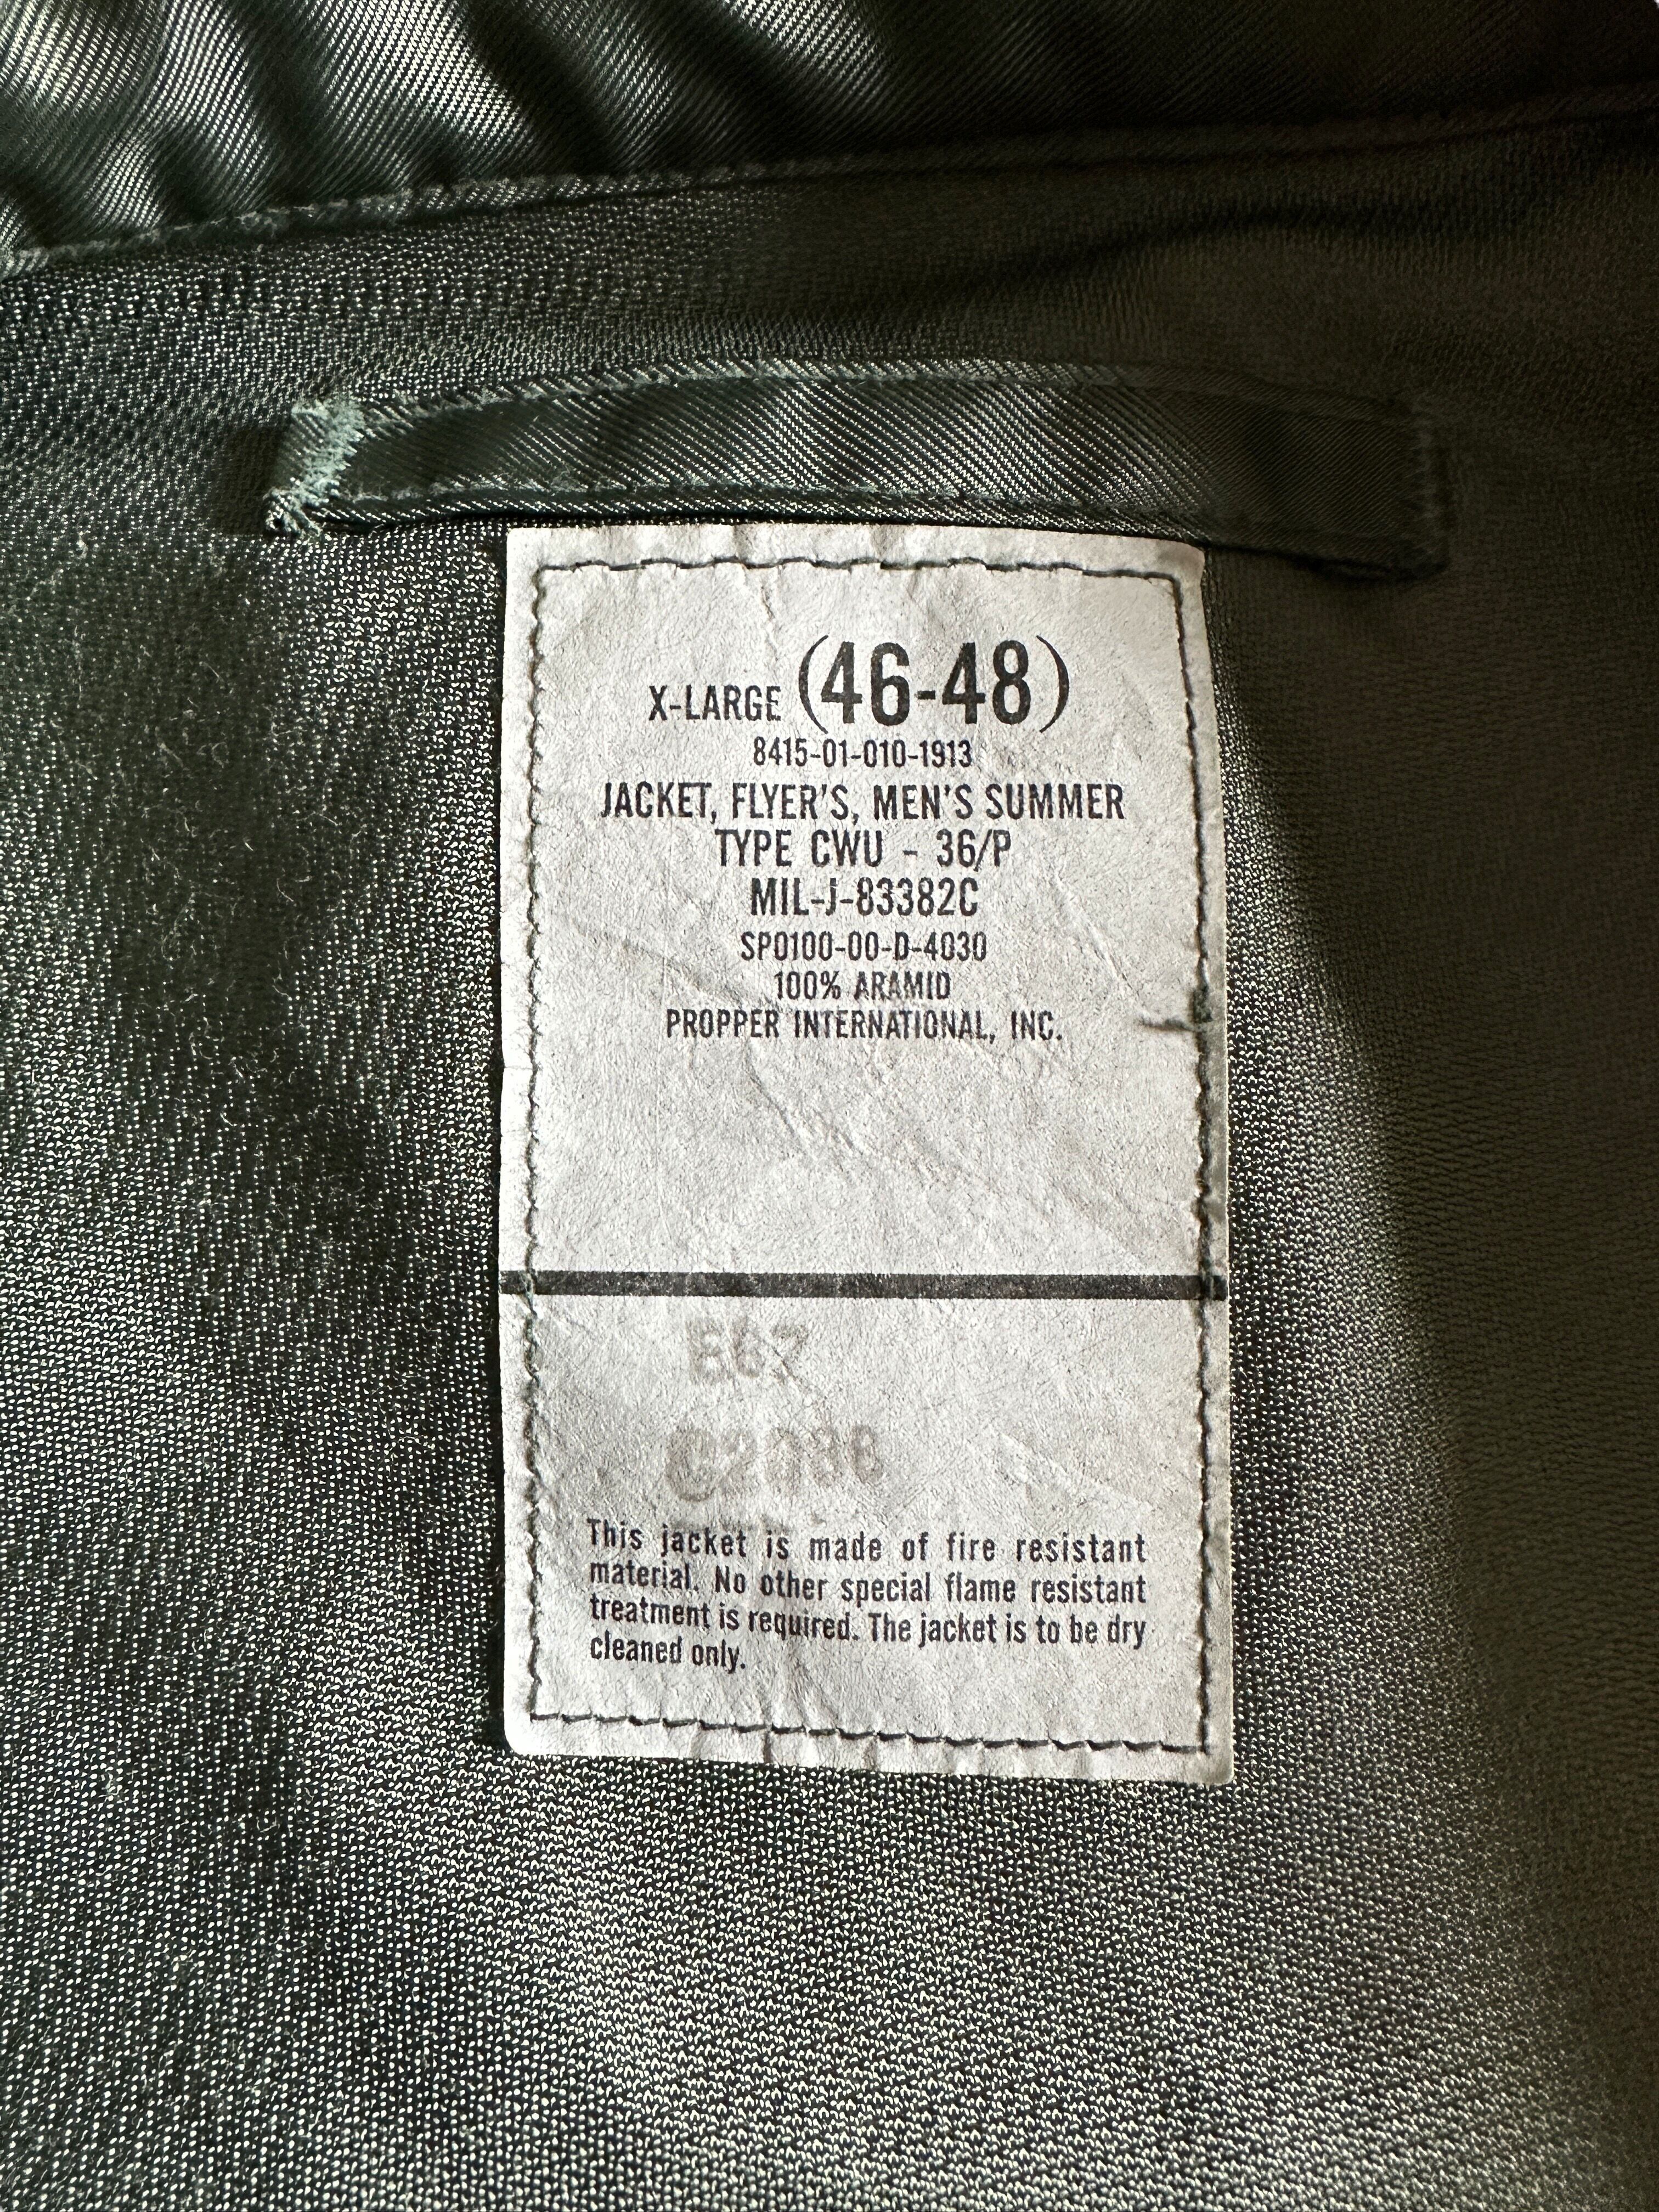 X-LARGE (46-48)
8415-01-010-1913
JACKET, FLYER'S, MEN'S SUMMER
TYPE CWU - 36/P
MIL-J-83382C
SPO100-00-D-4030
100% ARAMID
PROPPER INTERNATIONAL, INC.
This jacket is made of fire resistant
material. No other special flame resistant
treatment is required. The jacket is to be dry
cleaned only.